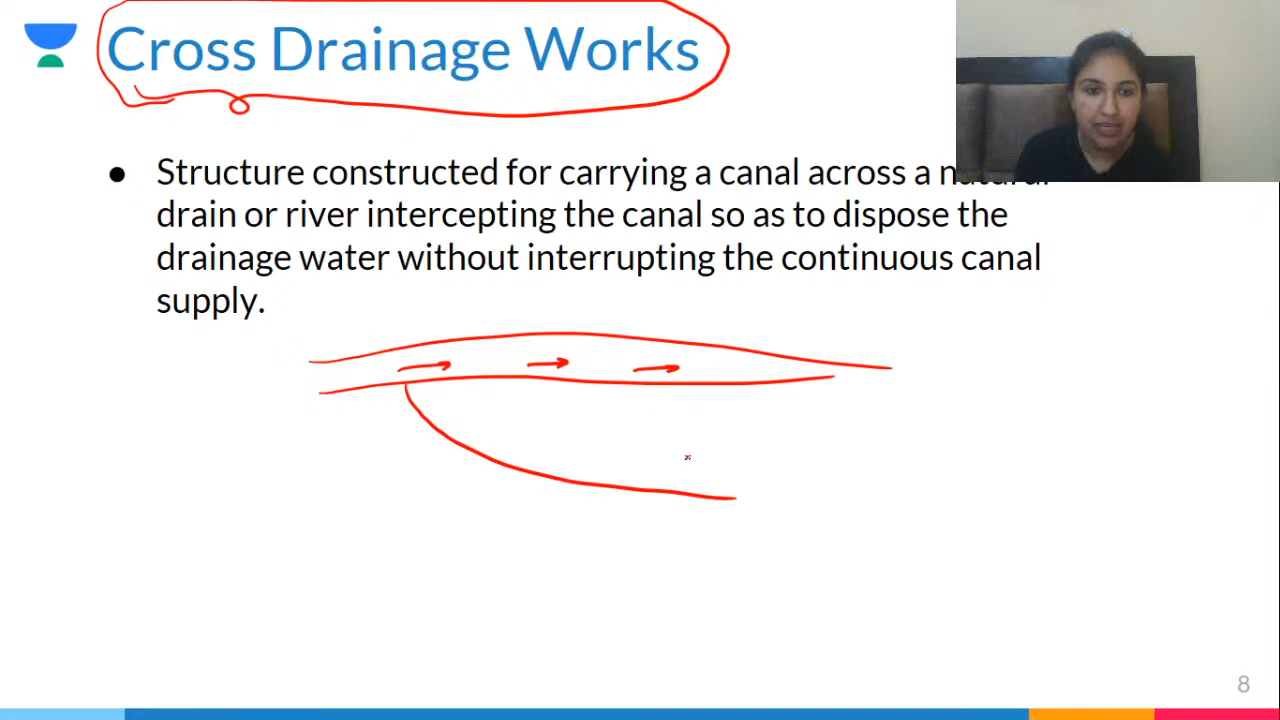 Cross Drainage Works
● Structure constructed for carrying a canal across a natural
drain or river intercepting the canal so as to dispose the
drainage water without interrupting the continuous canal
supply.
8